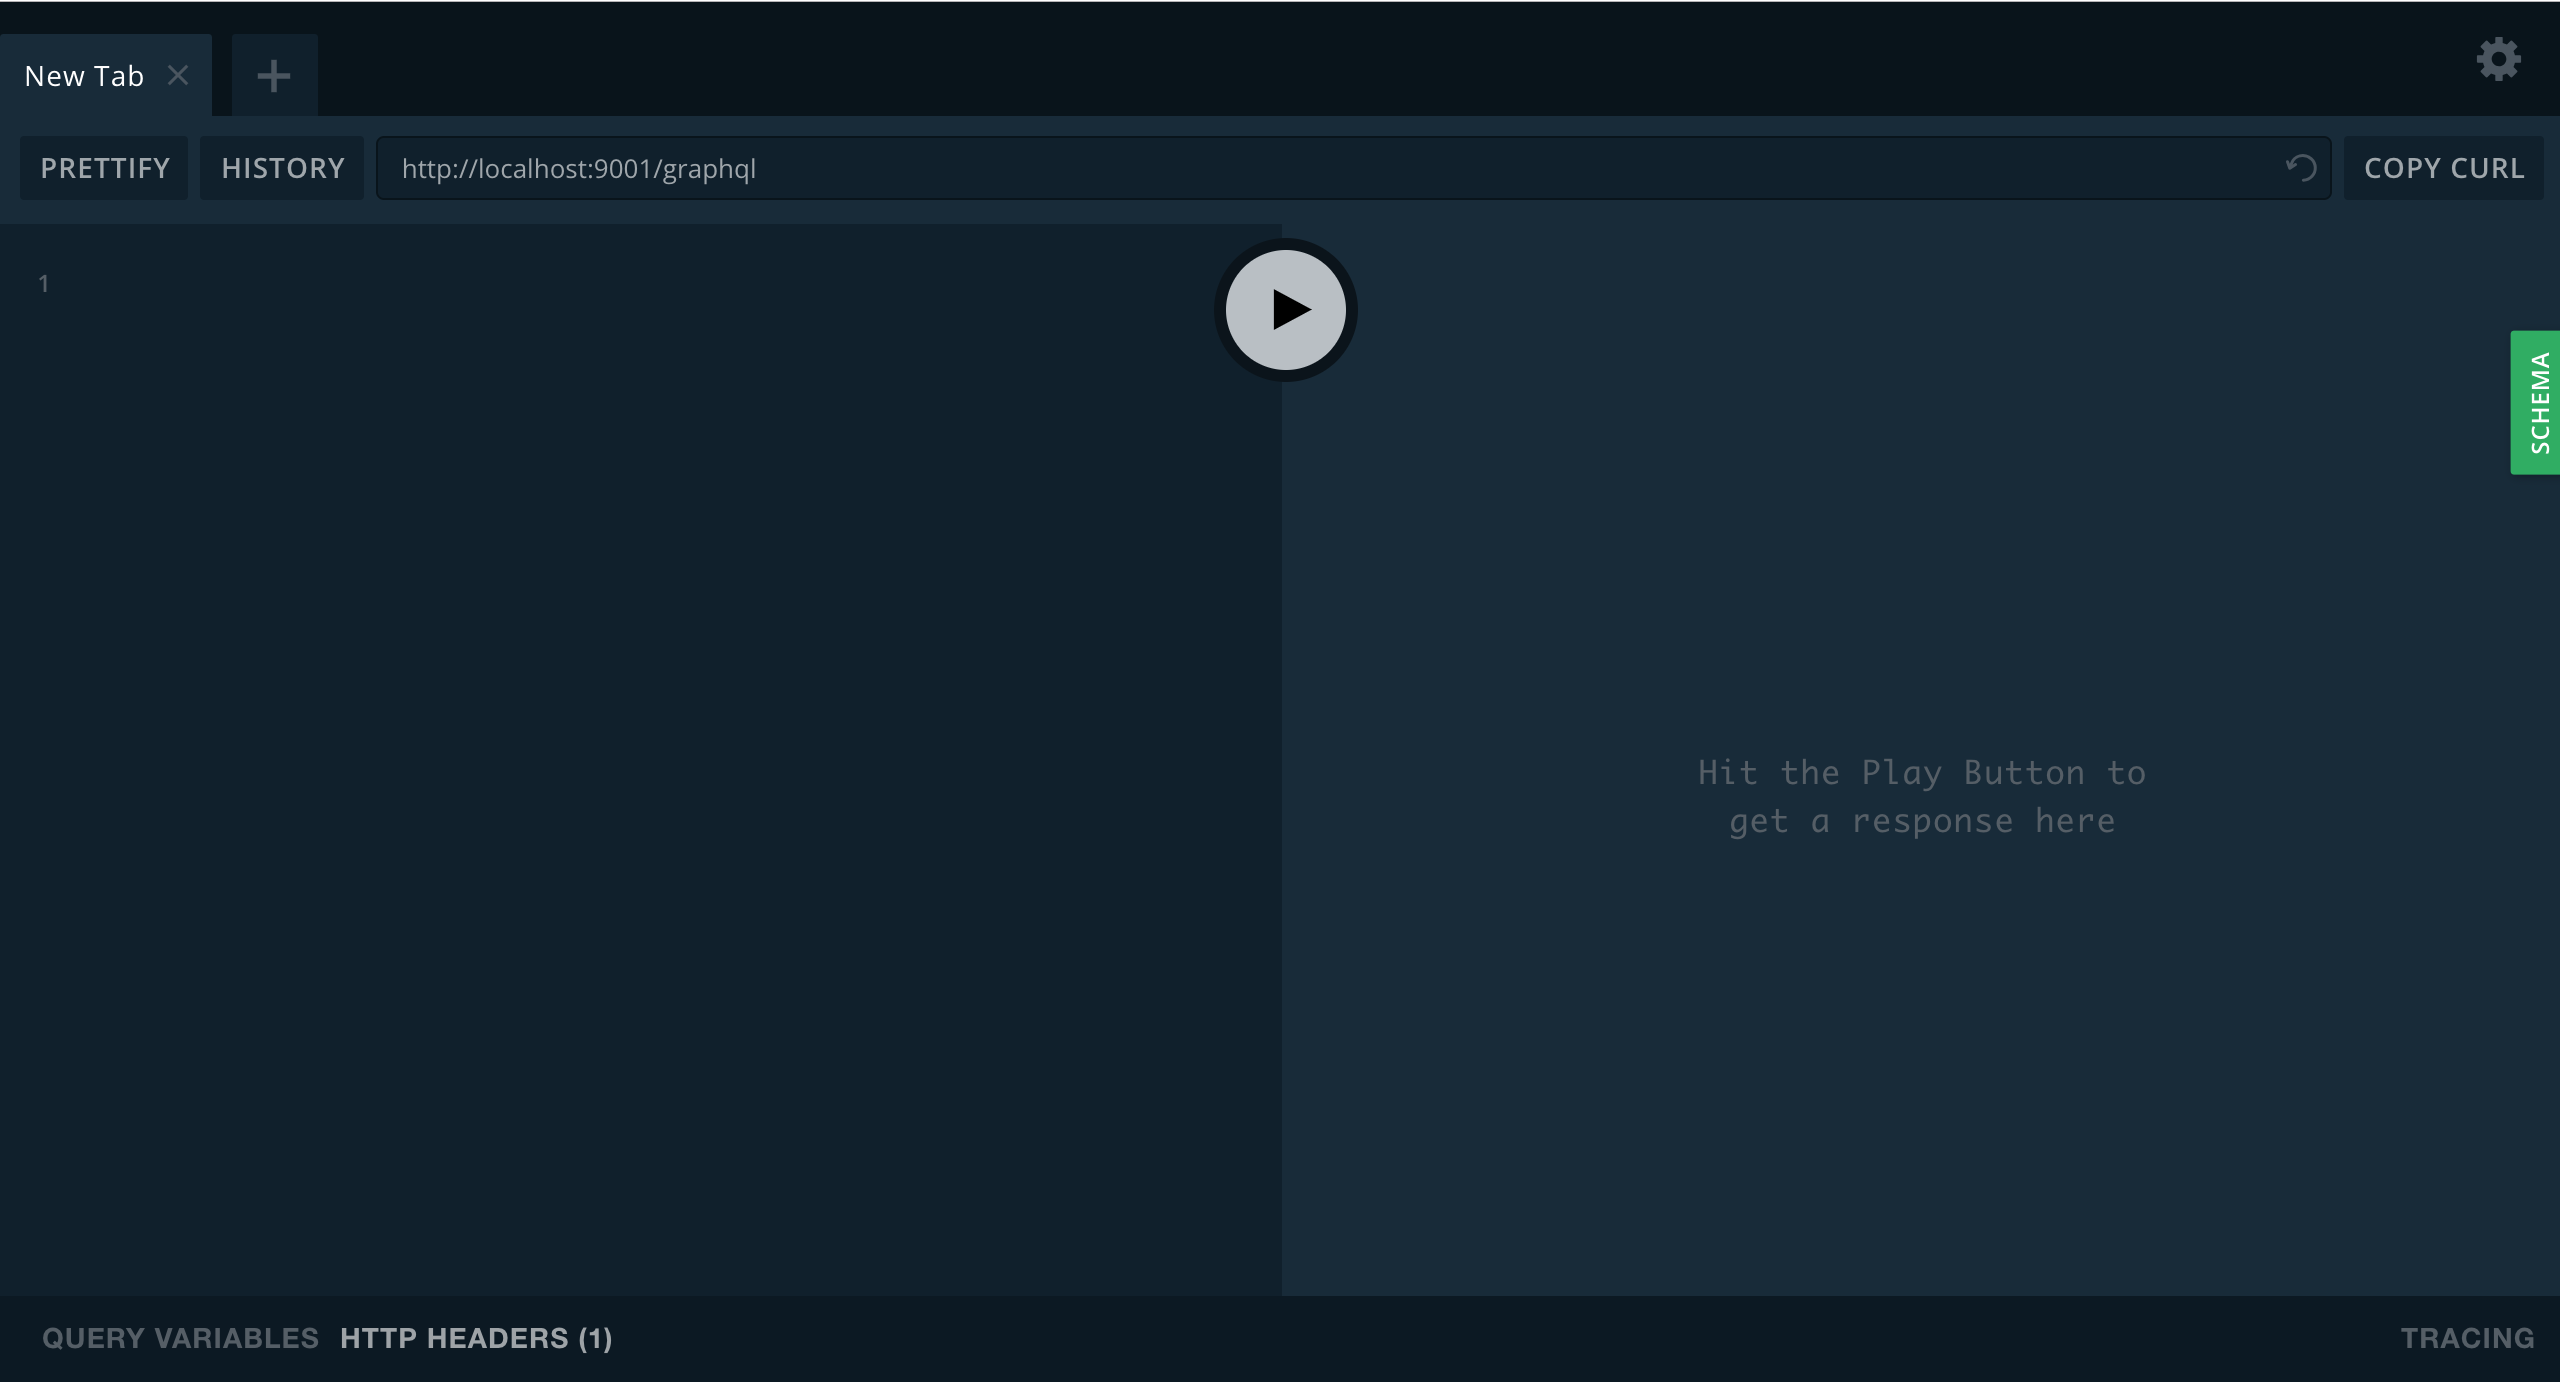 New Tab
PRETTIFY HISTORY http://localhost:9001/graphql COPY CURL
1
SCHEMA
Hit the Play Button to
get a response here
QUERY VARIABLES HTTP HEADERS (1) TRACING